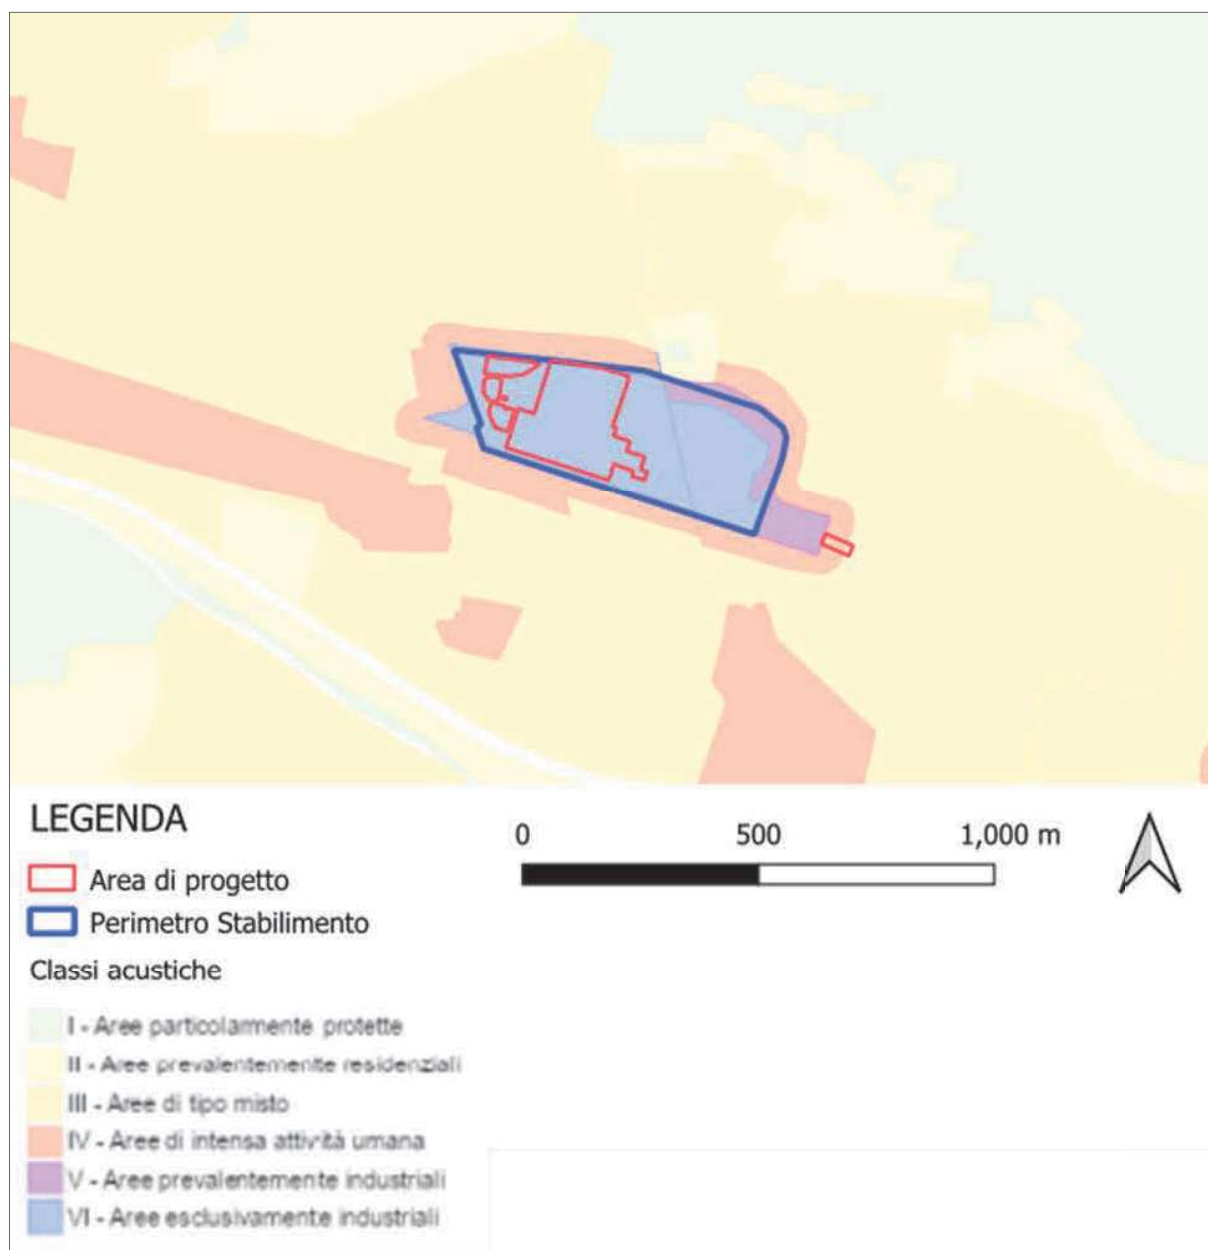 LEGENDA
0 500 1,000 m
Area di progetto
Perimetro Stabilimento
Classi acustiche
I - Aree particolarmente protette
II - Aree prevalentemente residenziali
III - Aree di tipo misto
IV - Aree di intensa attività umana
V - Aree prevalentemente industriali
VI - Aree esclusivamente industriali